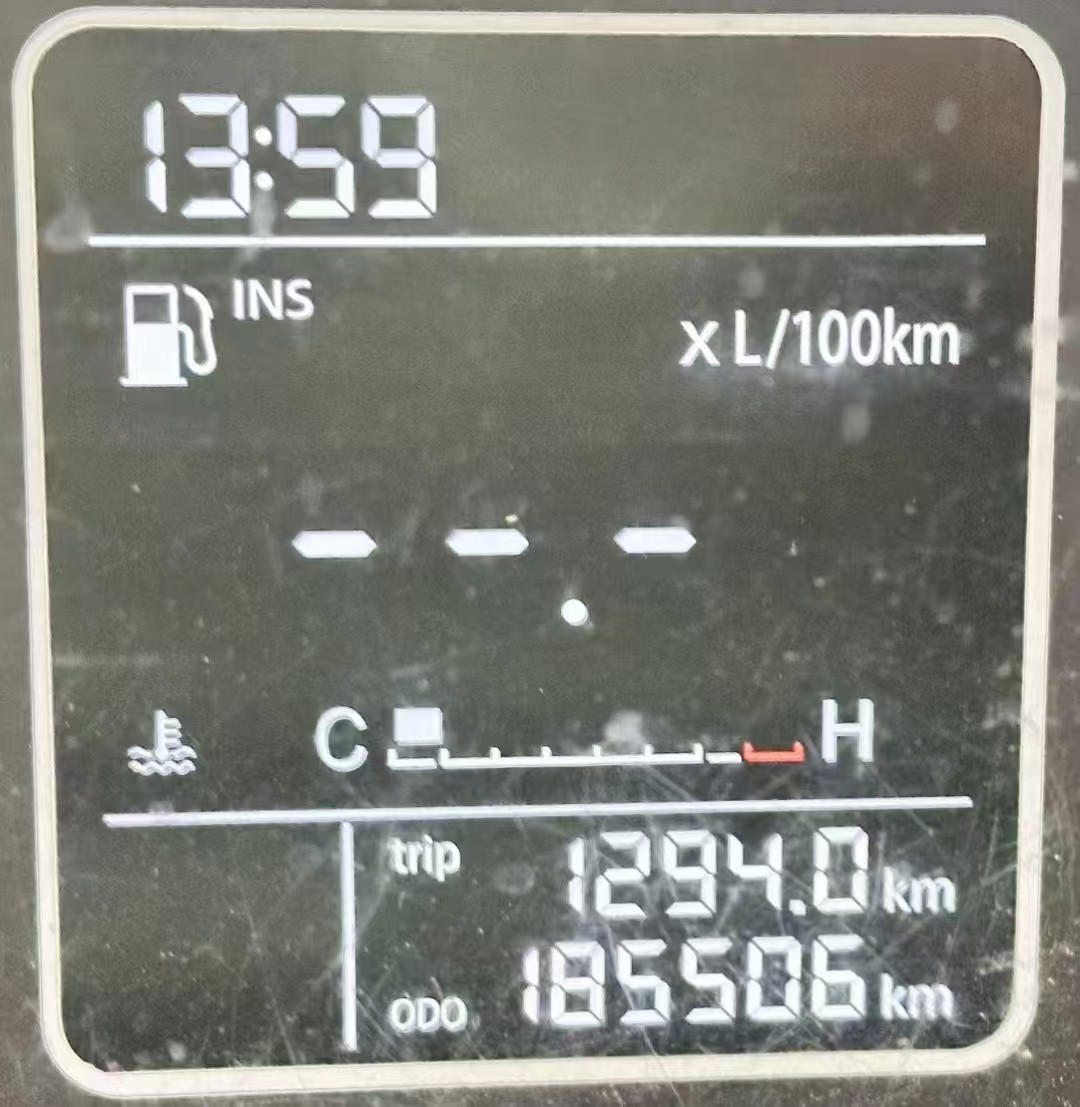 13:59
INS
x L/100km
- - . -
C H
trip 1294.0 km
ODO 185506 km